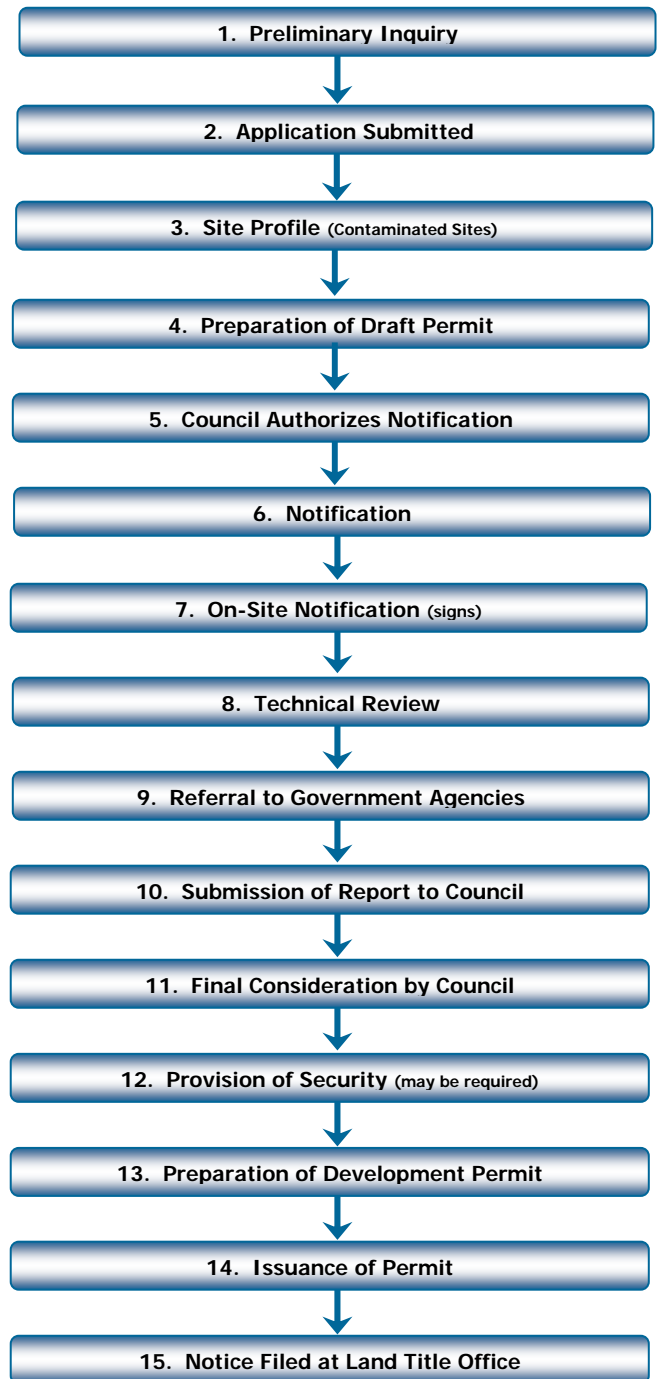 1. Preliminary Inquiry
2. Application Submitted
3. Site Profile (Contaminated Sites)
4. Preparation of Draft Permit
5. Council Authorizes Notification
6. Notification
7. On-Site Notification (signs)
8. Technical Review
9. Referral to Government Agencies
10. Submission of Report to Council
11. Final Consideration by Council
12. Provision of Security (may be required)
13. Preparation of Development Permit
14. Issuance of Permit
15. Notice Filed at Land Title Office